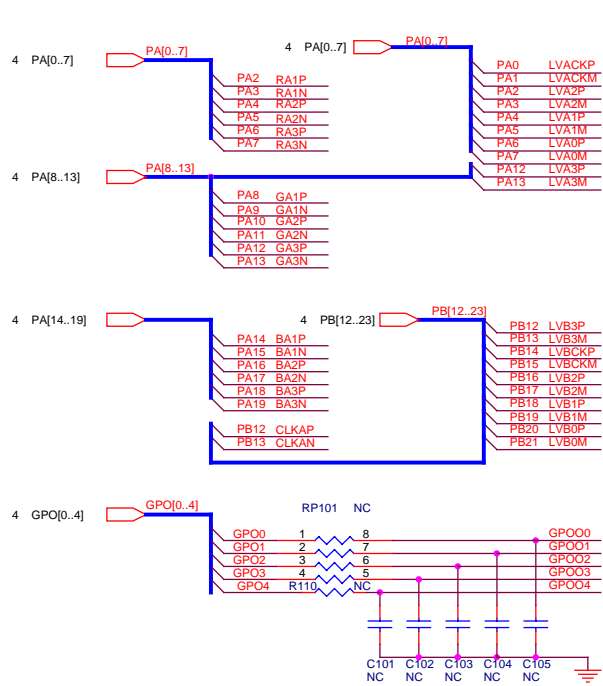 4 PA[0..7] PA[0..7]
PA2 RA1P
PA3 RA1N
PA4 RA2P
PA5 RA2N
PA6 RA3P
PA7 RA3N
4 PA[0..7] PA[0..7]
PA0 LVACKP
PA1 LVACKM
PA2 LVA2P
PA3 LVA2M
PA4 LVA1P
PA5 LVA1M
PA6 LVA0P
PA7 LVA0M
PA12 LVA3P
PA13 LVA3M
4 PA[8..13] PA[8..13]
PA8 GA1P
PA9 GA1N
PA10 GA2P
PA11 GA2N
PA12 GA3P
PA13 GA3N
4 PA[14..19]
PA14 BA1P
PA15 BA1N
PA16 BA2P
PA17 BA2N
PA18 BA3P
PA19 BA3N
PB12 CLKAP
PB13 CLKAN
4 PB[12..23] PB[12..23]
PB12 LVB3P
PB13 LVB3M
PB14 LVBCKP
PB15 LVBCKM
PB16 LVB2P
PB17 LVB2M
PB18 LVB1P
PB19 LVB1M
PB20 LVB0P
PB21 LVB0M
4 GPO[0..4] GPO[0..4]
RP101 NC
GPO0 1 8 GPOO0
GPO1 2 7 GPOO1
GPO2 3 6 GPOO2
GPO3 4 5 GPOO3
GPO4 R110 NC GPOO4
C101 C102 C103 C104 C105
NC NC NC NC NC